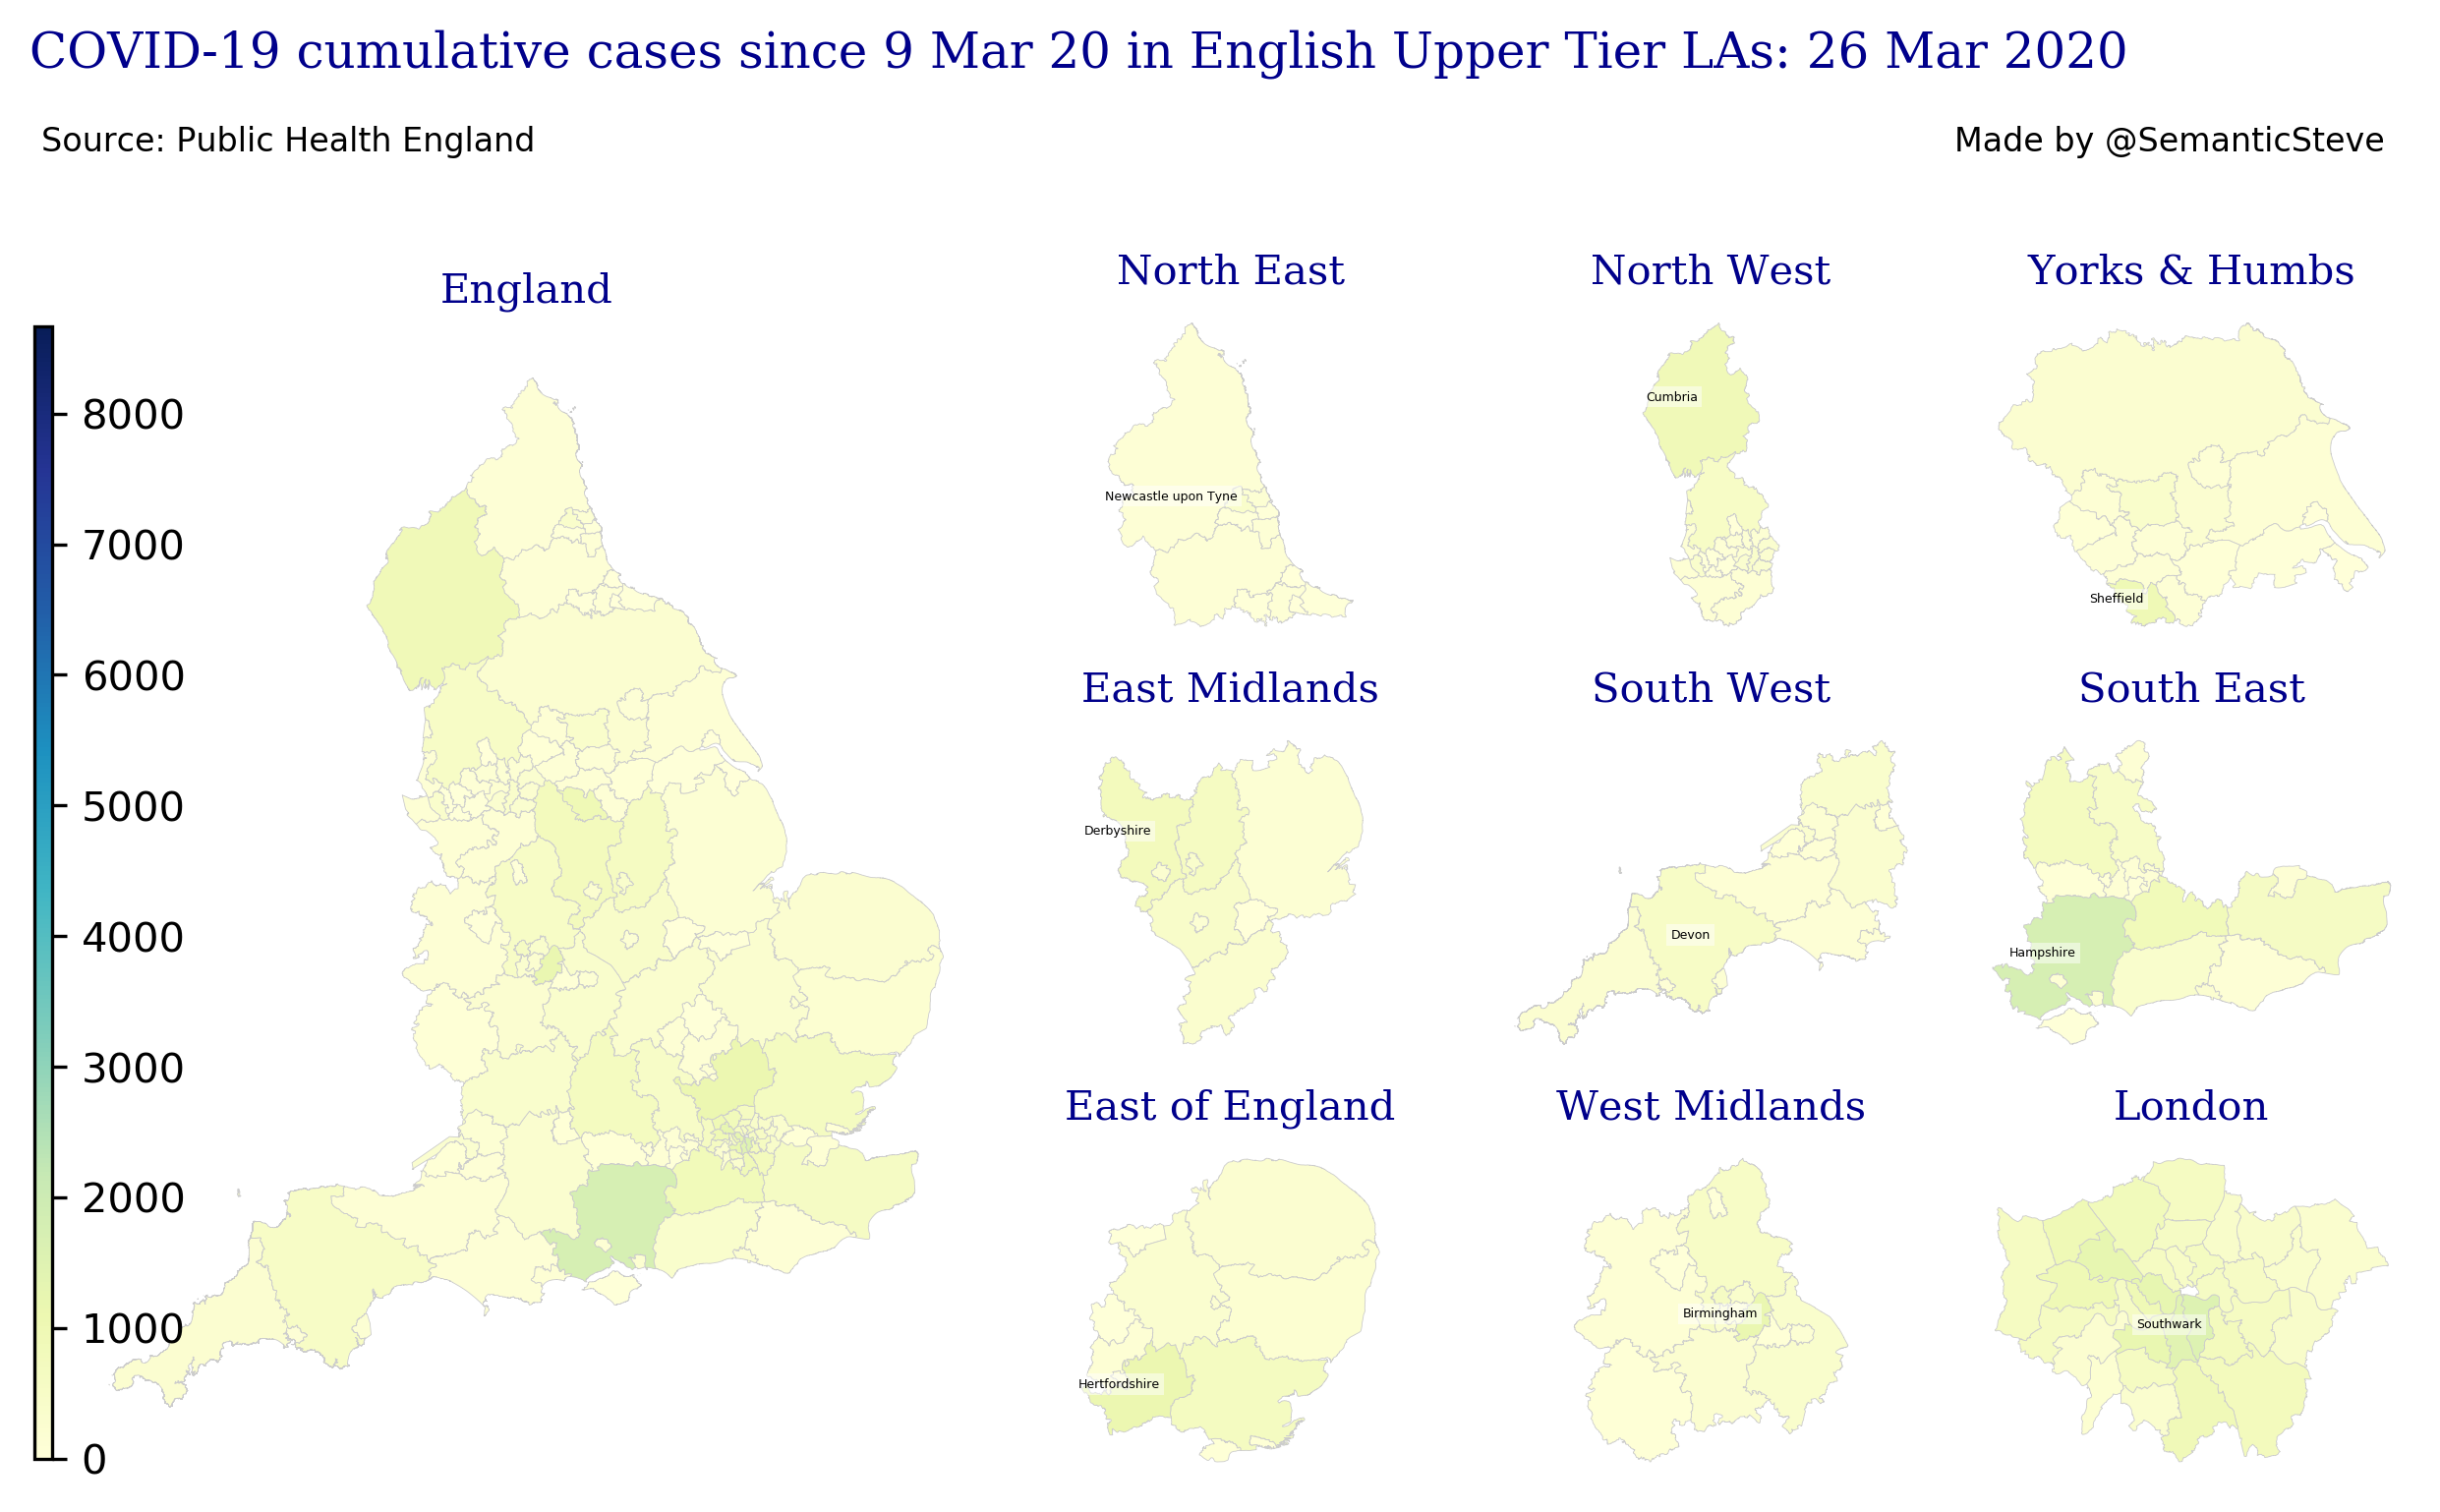 COVID-19 cumulative cases since 9 Mar 20 in English Upper Tier LAs: 26 Mar 2020
Source: Public Health England
Made by @SemanticSteve
England
8000
7000
6000
5000
4000
3000
2000
1000
0
North East
Newcastle upon Tyne
North West
Cumbria
Yorks & Humbs
Sheffield
East Midlands
Derbyshire
South West
Devon
South East
Hampshire
East of England
Hertfordshire
West Midlands
Birmingham
London
Southwark